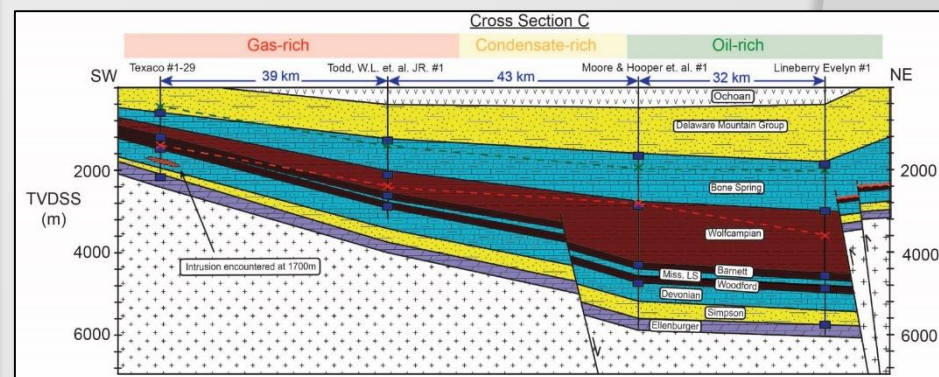 Cross Section C
Gas-rich Condensate-rich Oil-rich
Texaco #1-29 Todd, W.L. et. al. JR. #1 Moore & Hooper et. al. #1 Lineberry Evelyn #1
SW 39 km 43 km 32 km NE
Ochoan
Delaware Mountain Group
2000 2000
TVDSS
(m)
Bone Spring
Wolfcampian
Intrusion encountered at 1700m
4000 4000
Barnett
Miss. LS
Woodford
Devonian
Simpson
Ellenburger
6000 6000